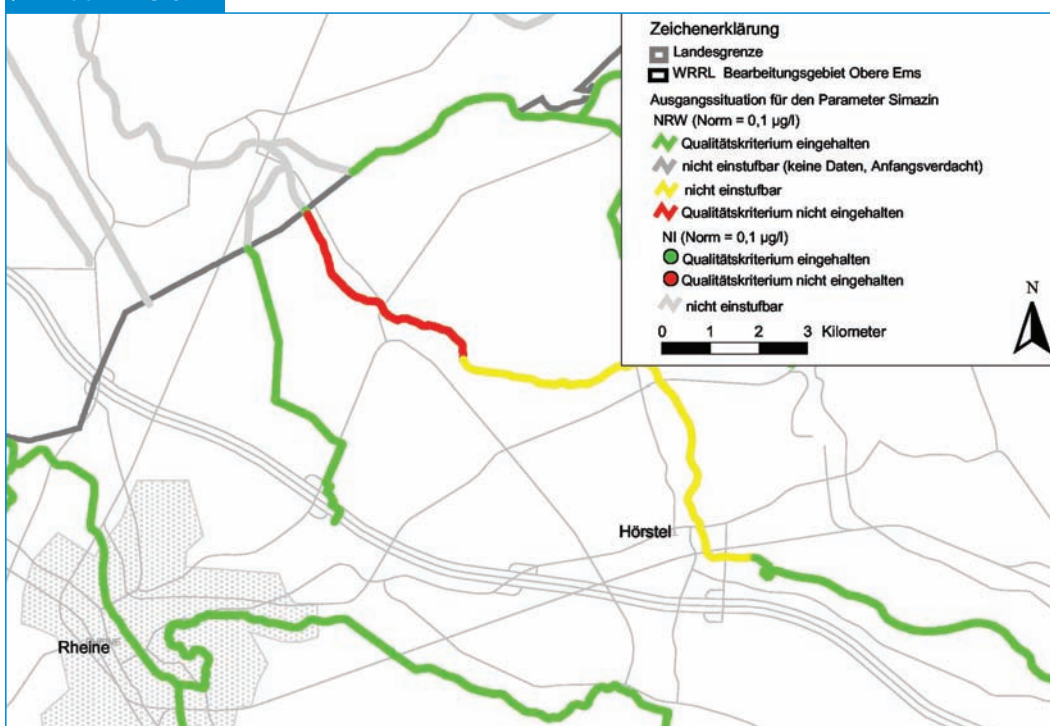 Zeichenerklärung
Landesgrenze
WRRL Bearbeitungsgebiet Obere Ems
Ausgangssituation für den Parameter Simazin
NRW (Norm = 0,1 µg/l)
Qualitätskriterium eingehalten
nicht einstufbar (keine Daten, Anfangsverdacht)
nicht einstufbar
Qualitätskriterium nicht eingehalten
NI (Norm = 0,1 µg/l)
Qualitätskriterium eingehalten
Qualitätskriterium nicht eingehalten
nicht einstufbar
N
0 1 2 3 Kilometer
Hörstel
Rheine